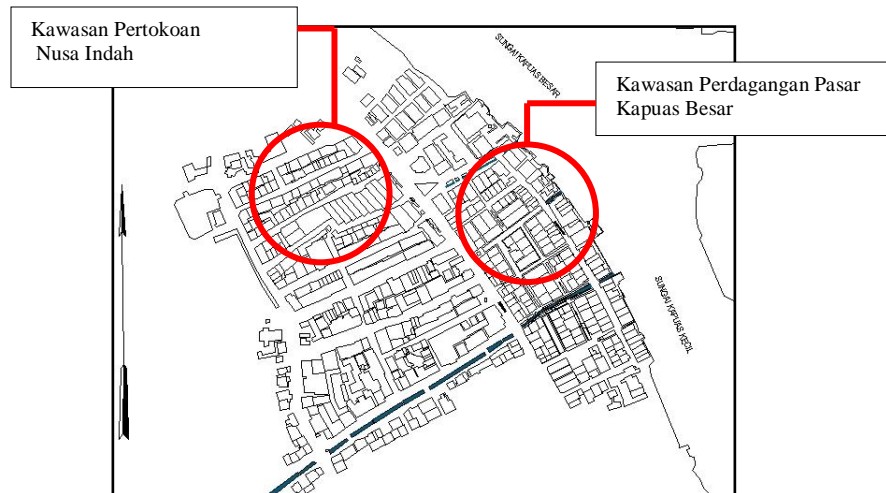 Kawasan Pertokoan
Nusa Indah
SUNGAI KAPUAS BESAR
Kawasan Perdagangan Pasar
Kapuas Besar
SUNGAI KAPUAS KECIL